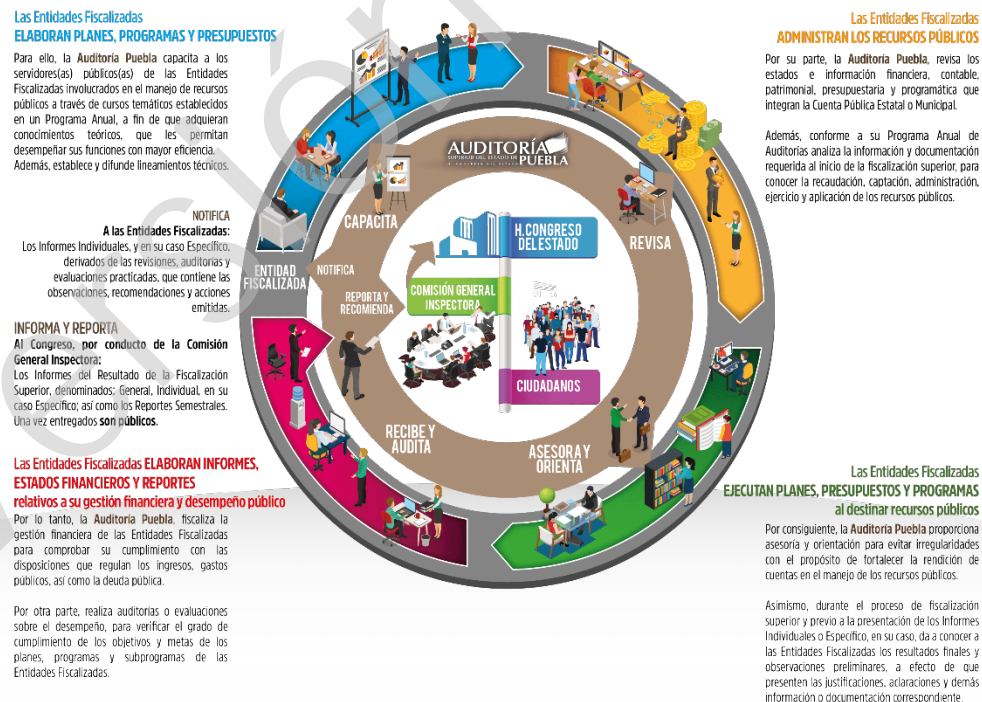 Las Entidades Fiscalizadas
ELABORAN PLANES, PROGRAMAS Y PRESUPUESTOS
Para ello, la Auditoría Puebla capacita a los
servidores(as) públicos(as) de las Entidades
Fiscalizadas involucrados en el manejo de recursos
públicos a través de cursos temáticos establecidos
en un Programa Anual, a fin de que adquieran
conocimientos teóricos, que les permitan
desempeñar sus funciones con mayor eficiencia.
Además, establece y difunde lineamientos técnicos.
NOTIFICA
A las Entidades Fiscalizadas:
Los Informes Individuales, y en su caso Específico,
derivados de las revisiones, auditorías y
evaluaciones practicadas, que contiene las
observaciones, recomendaciones y acciones
emitidas.
INFORMA Y REPORTA
Al Congreso, por conducto de la Comisión
General Inspectora:
Los Informes del Resultado de la Fiscalización
Superior, denominados: General, Individual, en su
caso Específico; así como los Reportes Semestrales.
Una vez entregados son públicos.
Las Entidades Fiscalizadas ELABORAN INFORMES,
ESTADOS FINANCIEROS Y REPORTES
relativos a su gestión financiera y desempeño público
Por lo tanto, la Auditoría Puebla, fiscaliza la
gestión financiera de las Entidades Fiscalizadas
para comprobar su cumplimiento con las
disposiciones que regulan los ingresos, gastos
públicos, así como la deuda pública.
Por otra parte, realiza auditorías o evaluaciones
sobre el desempeño, para verificar el grado de
cumplimiento de los objetivos y metas de los
planes, programas y subprogramas de las
Entidades Fiscalizadas.
AUDITORÍA
SUPERIOR DEL ESTADO DE
PUEBLA
H. CONGRESO DEL ESTADO
CAPACITA
REVISA
ENTIDAD
FISCALIZADA
NOTIFICA
REPORTA Y
RECOMIENDA
H. CONGRESO
DEL ESTADO
COMISIÓN GENERAL
INSPECTORA
CIUDADANOS
RECIBE Y
AUDITA
ASESORA Y
ORIENTA
Las Entidades Fiscalizadas
ADMINISTRAN LOS RECURSOS PÚBLICOS
Por su parte, la Auditoría Puebla, revisa los
estados e información financiera, contable,
patrimonial, presupuestaria y programática que
integran la Cuenta Pública Estatal o Municipal.
Además, conforme a su Programa Anual de
Auditorías analiza la información y documentación
requerida al inicio de la fiscalización superior, para
conocer la recaudación, captación, administración,
ejercicio y aplicación de los recursos públicos.
Las Entidades Fiscalizadas
EJECUTAN PLANES, PRESUPUESTOS Y PROGRAMAS
al destinar recursos públicos
Por consiguiente, la Auditoría Puebla proporciona
asesoría y orientación para evitar irregularidades
con el propósito de fortalecer la rendición de
cuentas en el manejo de los recursos públicos.
Asimismo, durante el proceso de fiscalización
superior y previo a la presentación de los Informes
Individuales o Específico, en su caso, da a conocer a
las Entidades Fiscalizadas los resultados finales y
observaciones preliminares, a efecto de que
presenten las justificaciones, aclaraciones y demás
información o documentación correspondiente.